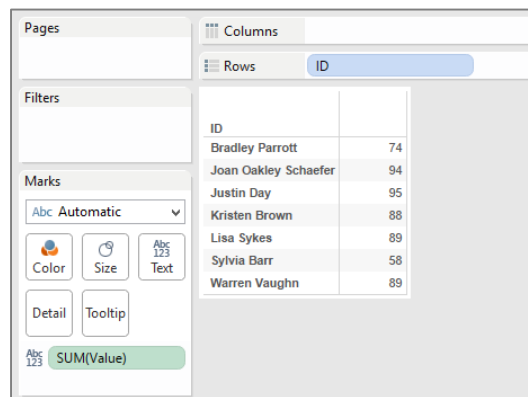 Pages
Columns
Rows
ID
Filters
ID
Bradley Parrott 74
Joan Oakley Schaefer 94
Justin Day 95
Kristen Brown 88
Lisa Sykes 89
Sylvia Barr 58
Warren Vaughn 89
Marks
Abc Automatic
Color
Size
Abc
123
Text
Detail
Tooltip
Abc
123
SUM(Value)